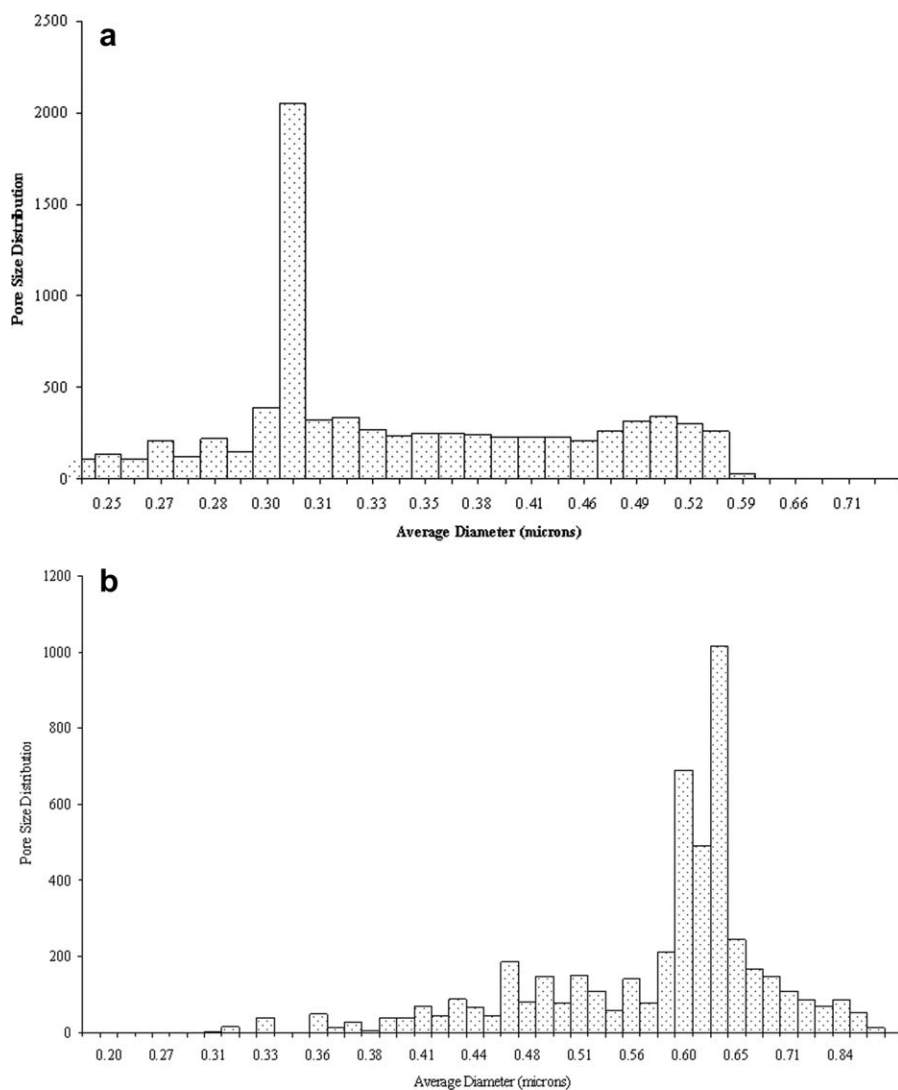 a
2500
2000
1500
1000
500
0
Pore Size Distribution
0.25 0.27 0.28 0.30 0.31 0.33 0.35 0.38 0.41 0.46 0.49 0.52 0.59 0.66 0.71
Average Diameter (microns)
b
1200
1000
800
600
400
200
0
Pore Size Distribution
0.20 0.27 0.31 0.33 0.36 0.38 0.41 0.44 0.48 0.51 0.56 0.60 0.65 0.71 0.84
Average Diameter (microns)